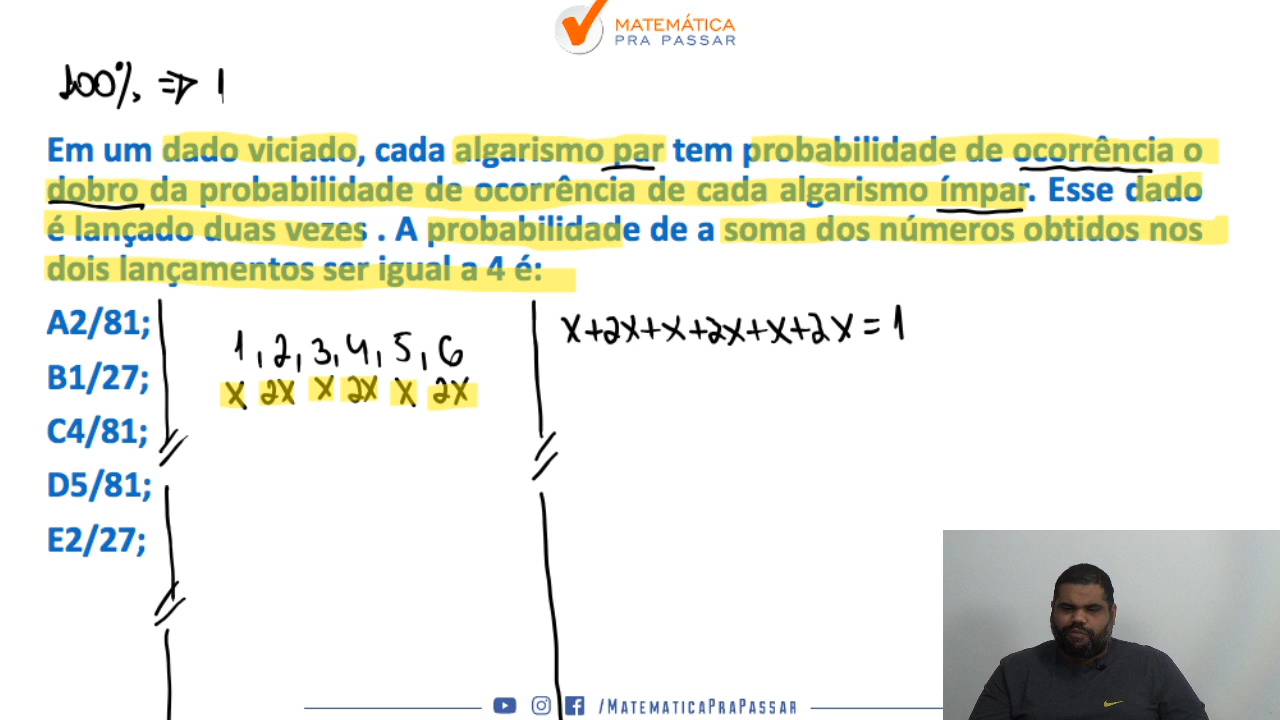 MATEMÁTICA
PRA PASSAR
100% => 1
Em um dado viciado, cada algarismo par tem probabilidade de ocorrência o
dobro da probabilidade de ocorrência de cada algarismo ímpar. Esse dado
é lançado duas vezes . A probabilidade de a soma dos números obtidos nos
dois lançamentos ser igual a 4 é:
A2/81;
B1/27;
C4/81;
D5/81;
E2/27;
1, 2, 3, 4, 5, 6
x 2x x 2x x 2x
x+2x+x+2x+x+2x=1
/MATEMATICAPRAPASSAR